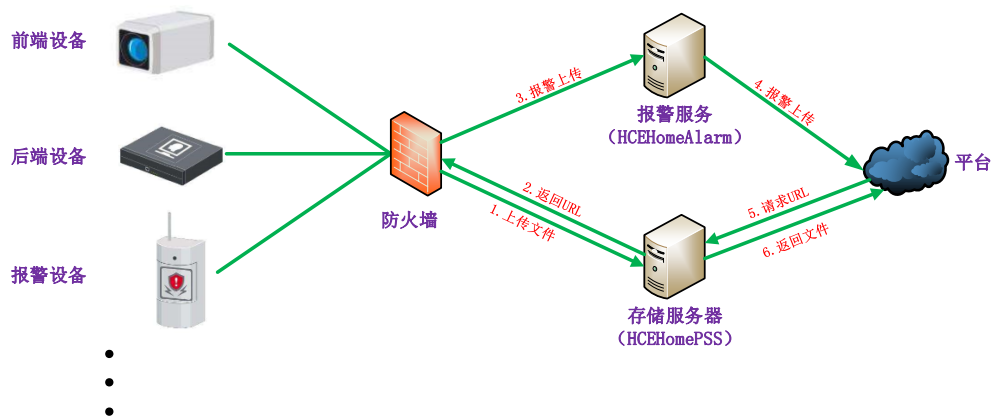 前端设备
后端设备
报警设备
防火墙
3.报警上传
2.返回URL
1.上传文件
报警服务
(HCEHomeAlarm)
4.报警上传
存储服务器
(HCEHomePSS)
5.请求URL
6.返回文件
平台